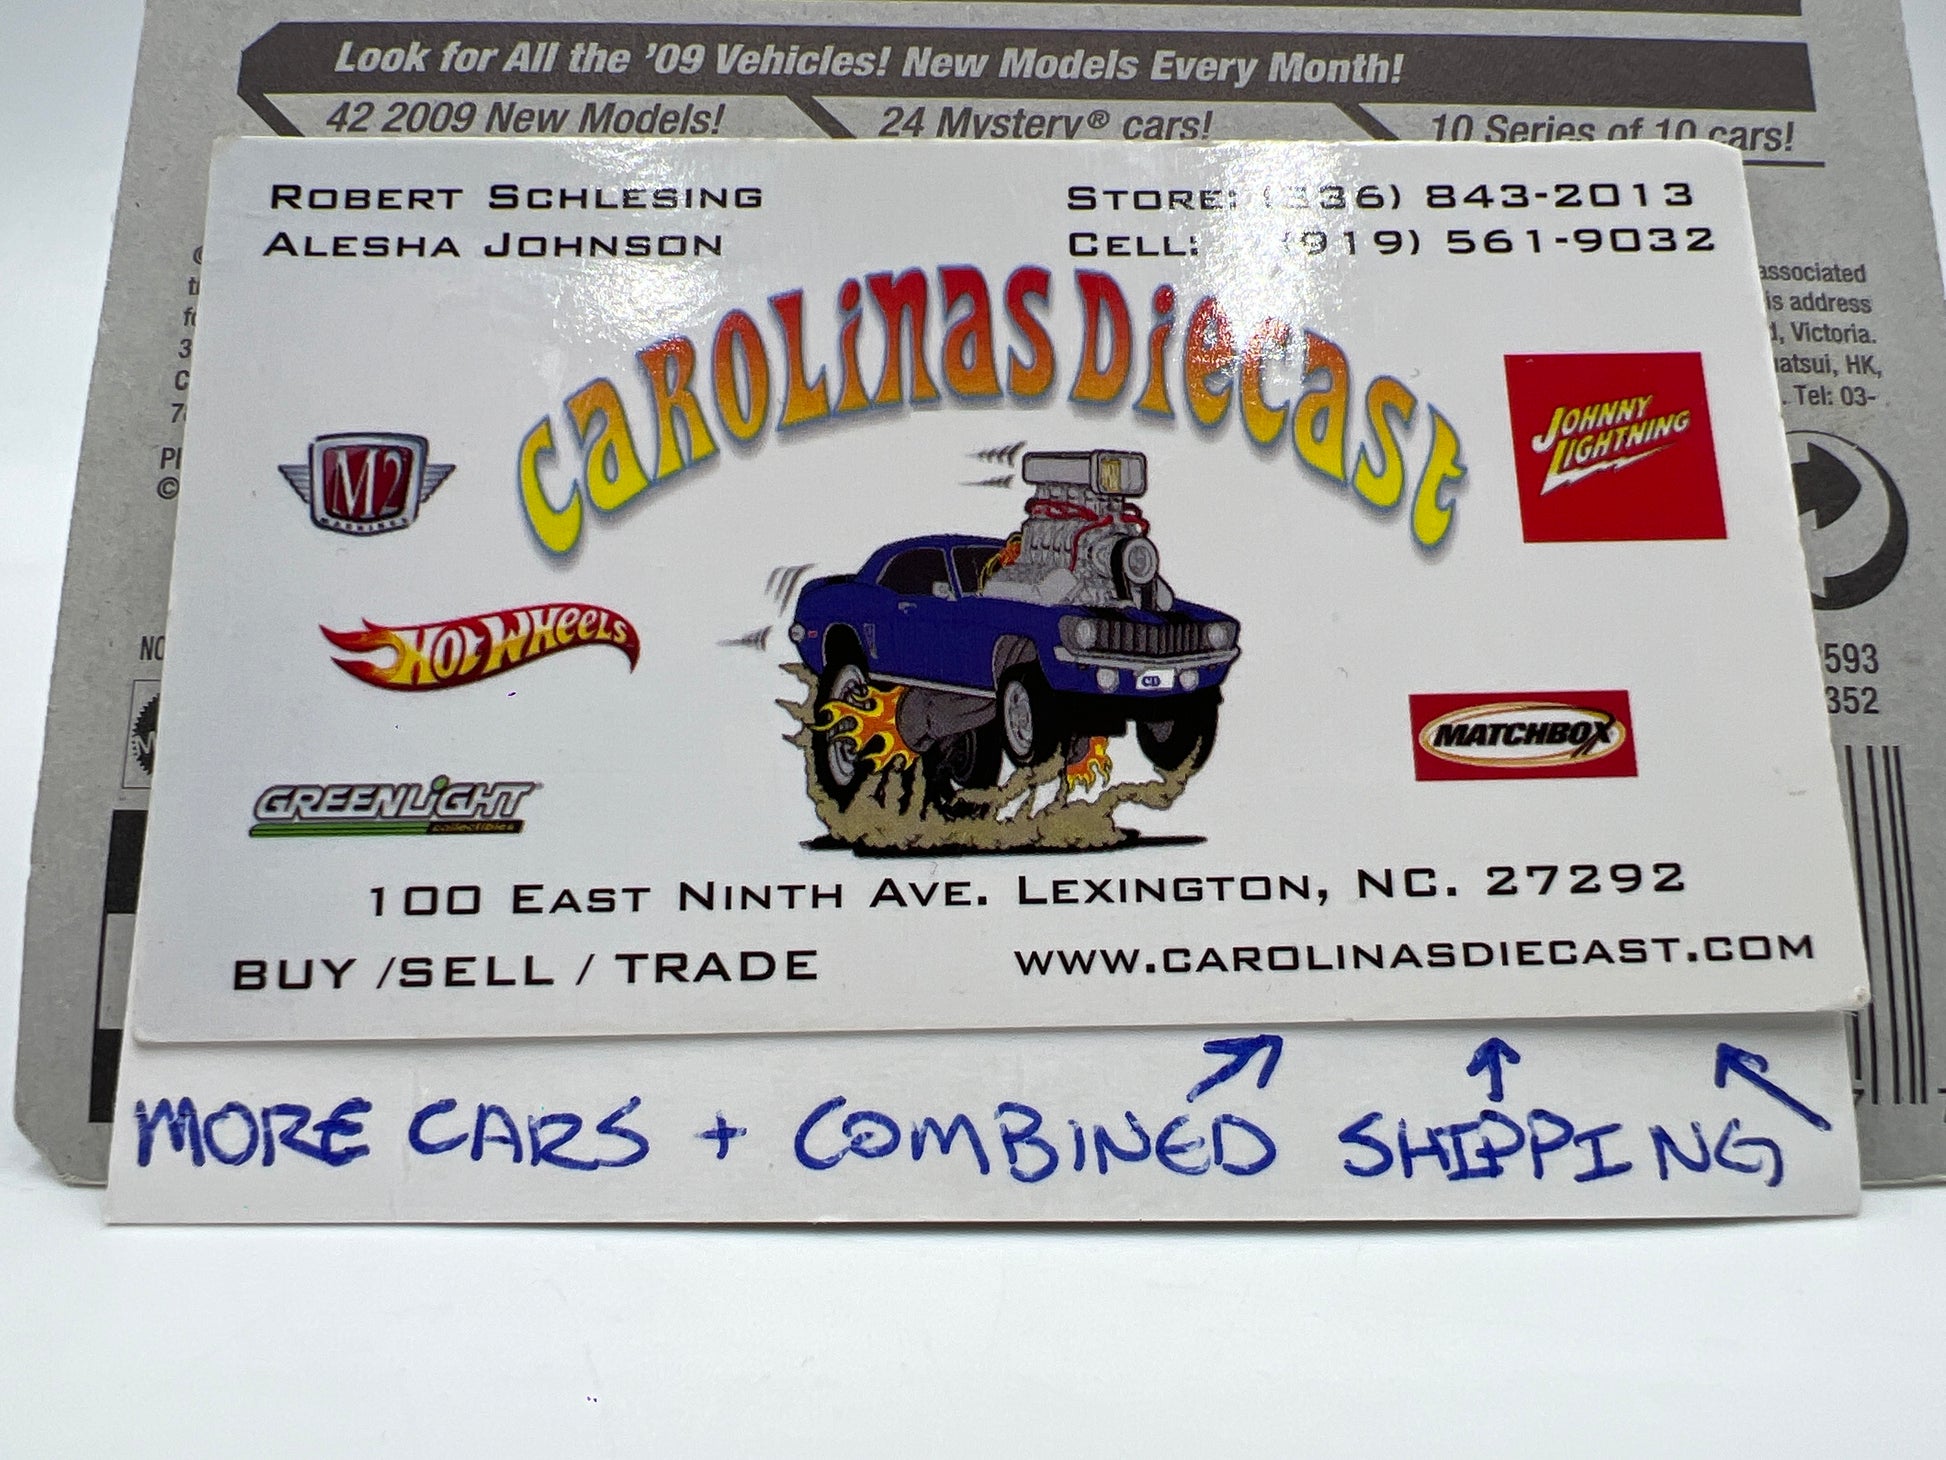 Look for All the '09 Vehicles! New Models Every Month!
42 2009 New Models!
24 Mystery® cars!
10 Series of 10 cars!
ROBERT SCHLESING
ALESHA JOHNSON
STORE: (336) 843-2013
CELL: (919) 561-9032
CAROLINAS DIECAST
M2
MACHINES
JOHNNY
LIGHTNING
HOT WHEELS
CD
MATCHBOX
GREENLIGHT
collectibles
100 EAST NINTH AVE. LEXINGTON, NC. 27292
BUY /SELL / TRADE
WWW.CAROLINASDIECAST.COM
MORE CARS + COMBINED SHIPPING
associated
is address
, Victoria.
HK,
. Tel: 03-
593
352